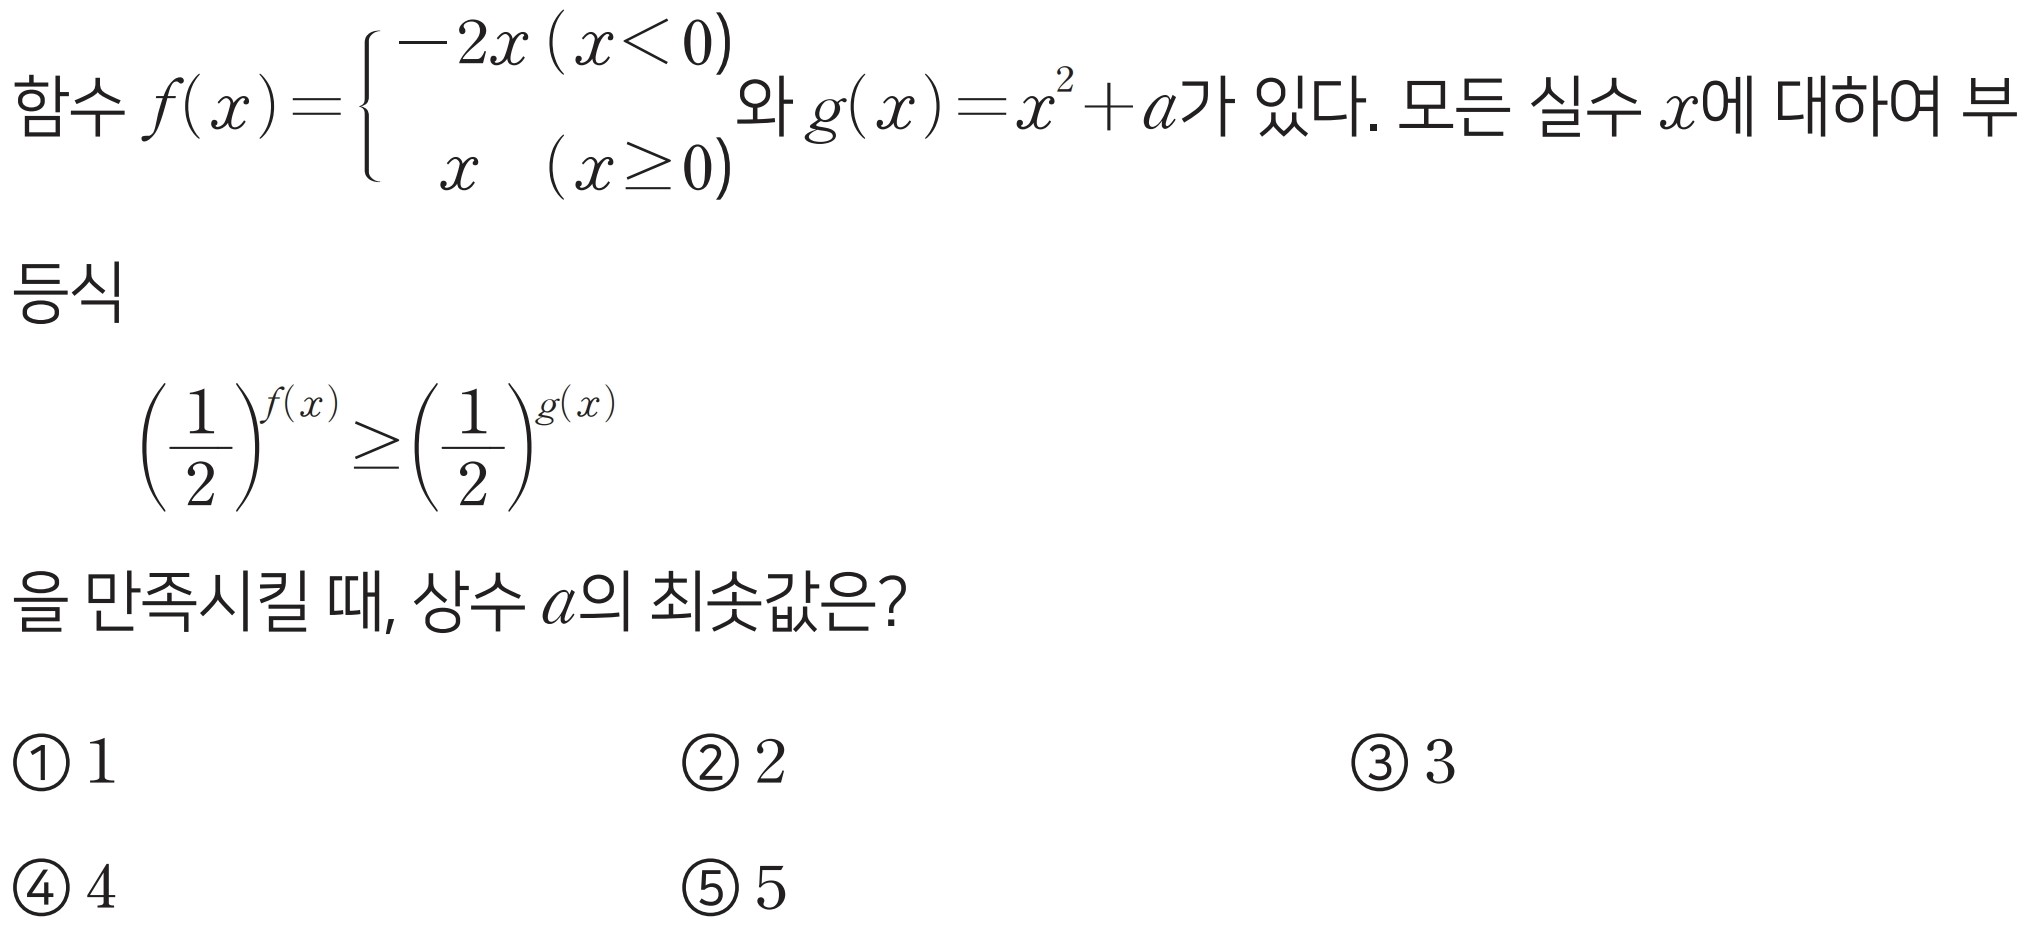 함수 f(x)={ -2x (x<0) x (x≥0) 와 g(x)=x²+a가 있다. 모든 실수 x에 대하여 부
등식
(1/2)^f(x) ≥ (1/2)^g(x)
을 만족시킬 때, 상수 a의 최솟값은?
① 1 ② 2 ③ 3
④ 4 ⑤ 5